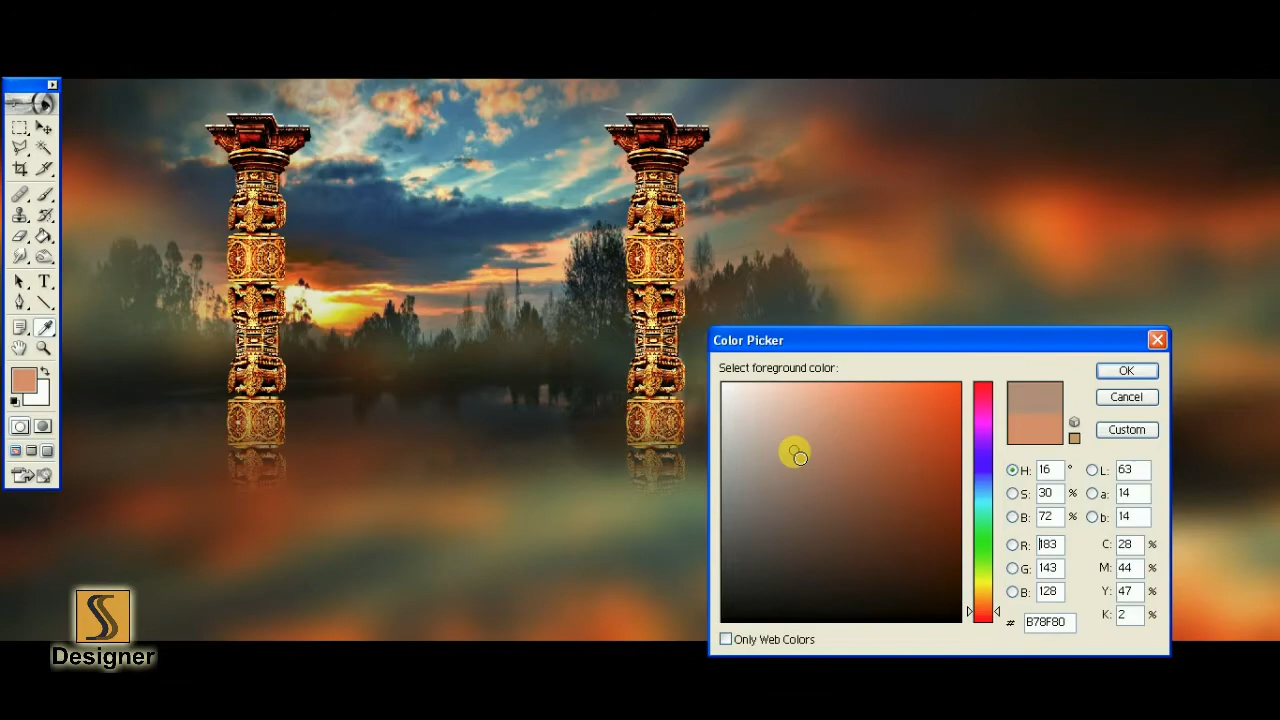 Color Picker
Select foreground color:
OK
Cancel
Custom
H: 16 °
L: 63
S: 30 %
a: 14
B: 72 %
b: 14
R: 183
C: 28 %
G: 143
M: 44 %
B: 128
Y: 47 %
# B78F80
K: 2 %
Only Web Colors
T
S
Designer